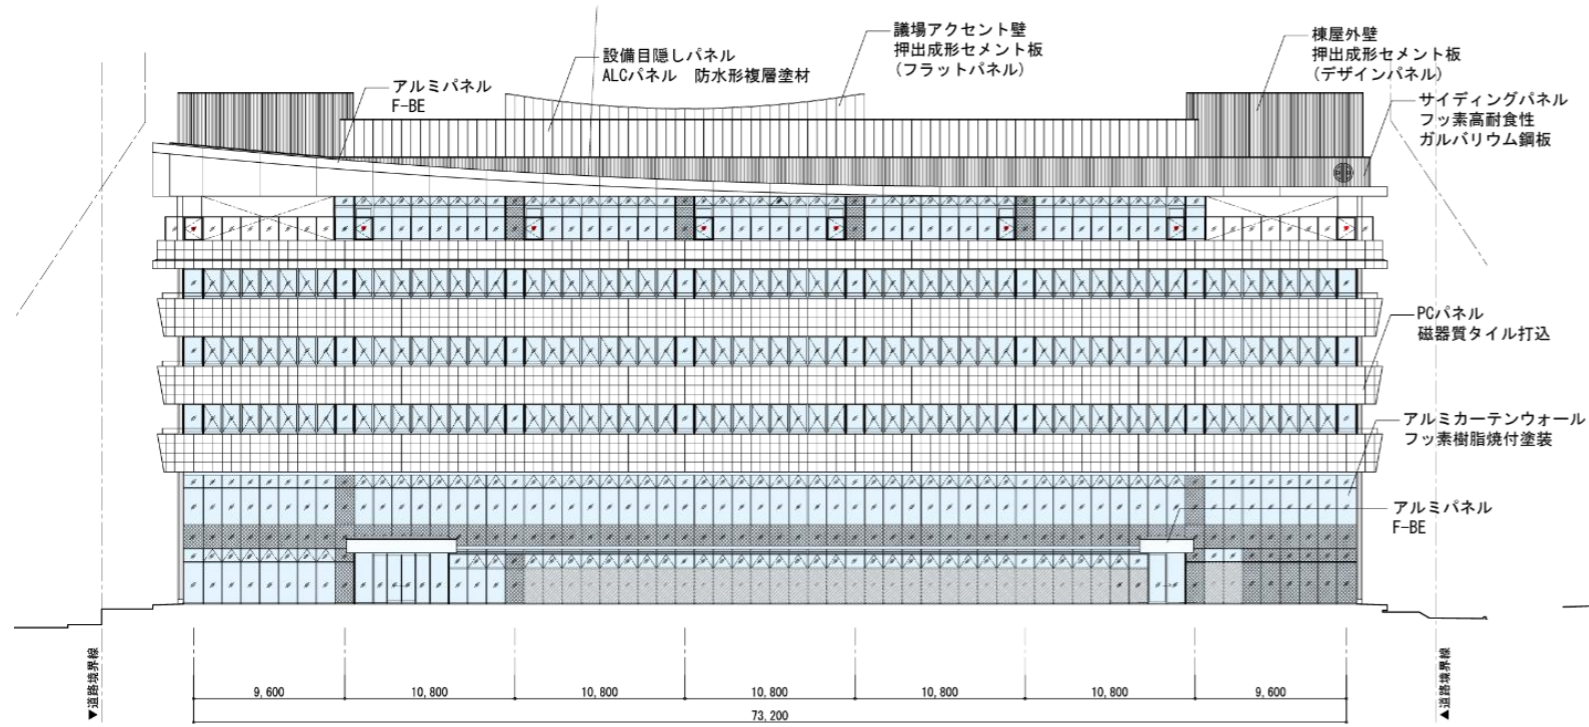 アルミパネル
F-BE
設備目隠しパネル
ALCパネル　防水形複層塗材
議場アクセント壁
押出成形セメント板
(フラットパネル)
棟屋外壁
押出成形セメント板
(デザインパネル)
サイディングパネル
フッ素高耐食性
ガルバリウム鋼板
PCパネル
磁器質タイル打込
アルミカーテンウォール
フッ素樹脂焼付塗装
アルミパネル
F-BE
▼道路境界線
9,600
10,800
10,800
10,800
10,800
10,800
9,600
73,200
▲道路境界線